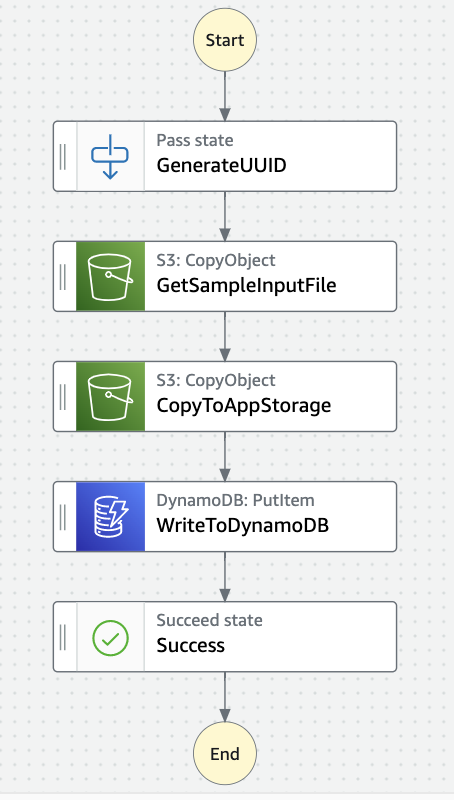 Start
Pass state
GenerateUUID
S3: CopyObject
GetSampleInputFile
S3: CopyObject
CopyToAppStorage
DynamoDB: PutItem
WriteToDynamoDB
Succeed state
Success
End